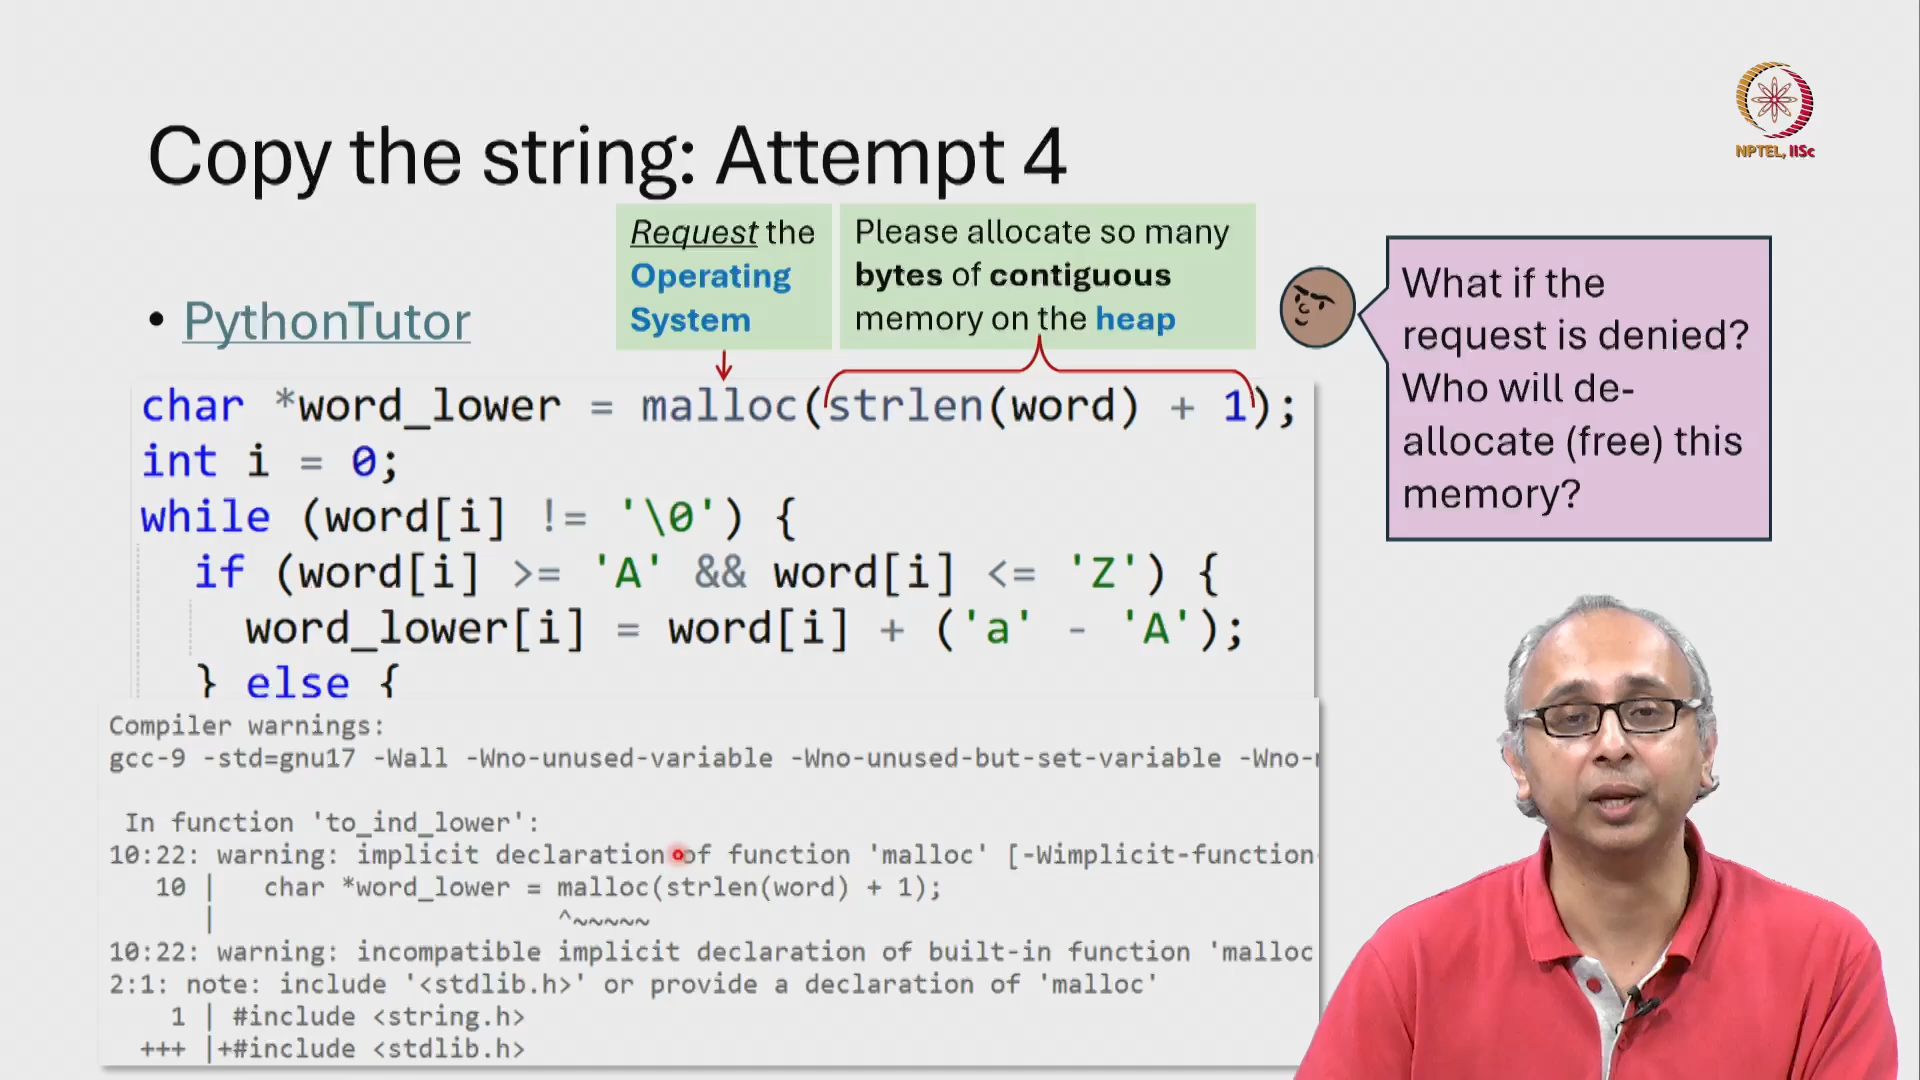 NPTEL, IISc
Copy the string: Attempt 4
Request the
Operating
System
Please allocate so many
bytes of contiguous
memory on the heap
What if the
request is denied?
Who will de-
allocate (free) this
memory?
• PythonTutor
char *word_lower = malloc(strlen(word) + 1);
int i = 0;
while (word[i] != '\0') {
if (word[i] >= 'A' && word[i] <= 'Z') {
word_lower[i] = word[i] + ('a' - 'A');
} else {
Compiler warnings:
gcc-9 -std=gnu17 -Wall -Wno-unused-variable -Wno-unused-but-set-variable -Wno-
In function 'to_ind_lower':
10:22: warning: implicit declaration of function 'malloc' [-Wimplicit-function-
10 | char *word_lower = malloc(strlen(word) + 1);
| ^~~~~~
10:22: warning: incompatible implicit declaration of built-in function 'malloc
2:1: note: include '<stdlib.h>' or provide a declaration of 'malloc'
1 | #include <string.h>
+++ |+#include <stdlib.h>